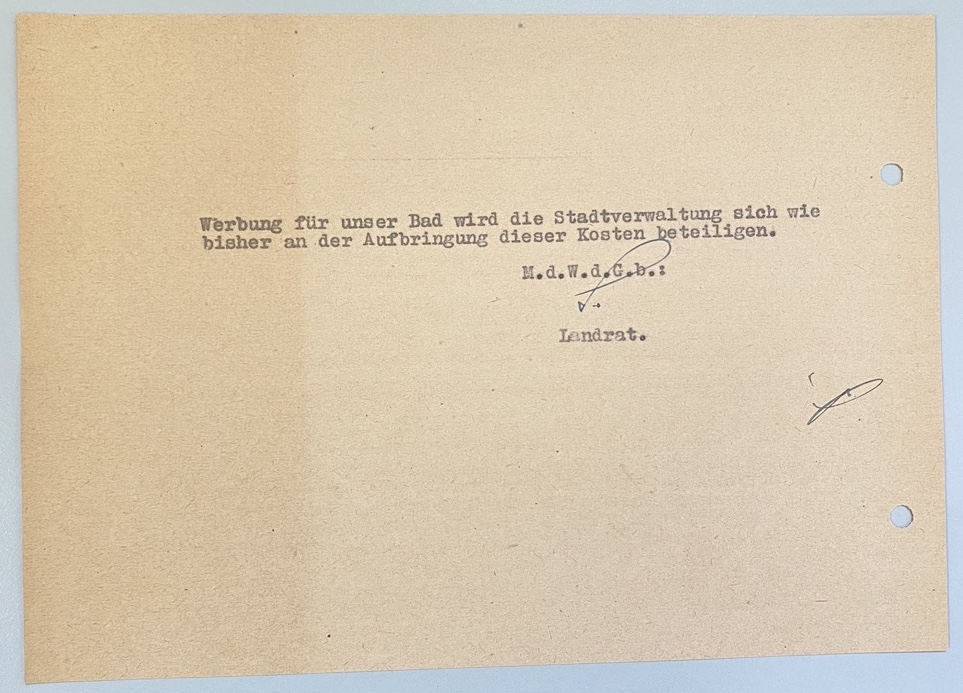 Werbung für unser Bad wird die Stadtverwaltung sich wie
bisher an der Aufbringung dieser Kosten beteiligen.
M.d.W.d.G.b.:
Landrat.